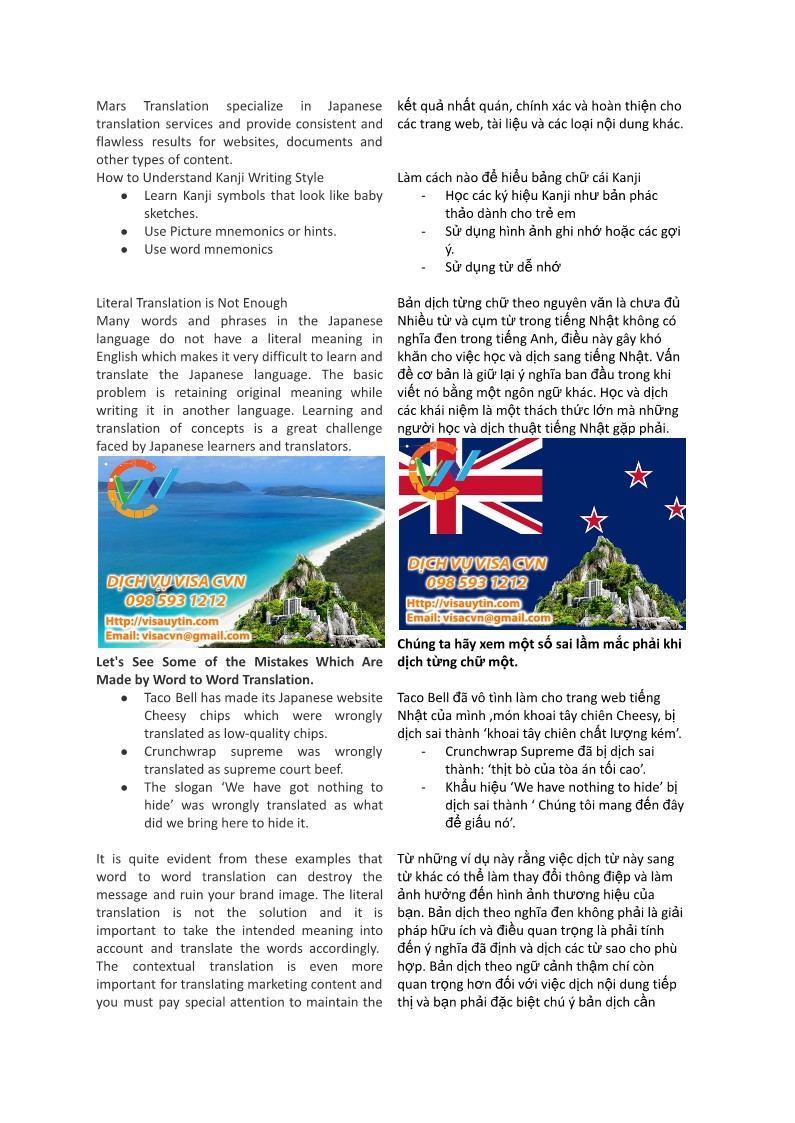 Mars Translation specialize in Japanese
translation services and provide consistent and
flawless results for websites, documents and
other types of content.
How to Understand Kanji Writing Style
● Learn Kanji symbols that look like baby
sketches.
● Use Picture mnemonics or hints.
● Use word mnemonics
Literal Translation is Not Enough
Many words and phrases in the Japanese
language do not have a literal meaning in
English which makes it very difficult to learn and
translate the Japanese language. The basic
problem is retaining original meaning while
writing it in another language. Learning and
translation of concepts is a great challenge
faced by Japanese learners and translators.
CVN
DỊCH VỤ VISA CVN
098 593 1212
Http://visauytin.com
Email: visacvn@gmail.com
Let's See Some of the Mistakes Which Are
Made by Word to Word Translation.
● Taco Bell has made its Japanese website
Cheesy chips which were wrongly
translated as low-quality chips.
● Crunchwrap supreme was wrongly
translated as supreme court beef.
● The slogan ‘We have got nothing to
hide’ was wrongly translated as what
did we bring here to hide it.
It is quite evident from these examples that
word to word translation can destroy the
message and ruin your brand image. The literal
translation is not the solution and it is
important to take the intended meaning into
account and translate the words accordingly.
The contextual translation is even more
important for translating marketing content and
you must pay special attention to maintain the
kết quả nhất quán, chính xác và hoàn thiện cho
các trang web, tài liệu và các loại nội dung khác.
Làm cách nào để hiểu bảng chữ cái Kanji
- Học các ký hiệu Kanji như bản phác
thảo dành cho trẻ em
- Sử dụng hình ảnh ghi nhớ hoặc các gợi
ý.
- Sử dụng từ dễ nhớ
Bản dịch từng chữ theo nguyên văn là chưa đủ
Nhiều từ và cụm từ trong tiếng Nhật không có
nghĩa đen trong tiếng Anh, điều này gây khó
khăn cho việc học và dịch sang tiếng Nhật. Vấn
đề cơ bản là giữ lại ý nghĩa ban đầu trong khi
viết nó bằng một ngôn ngữ khác. Học và dịch
các khái niệm là một thách thức lớn mà những
người học và dịch thuật tiếng Nhật gặp phải.
CVN
DỊCH VỤ VISA CVN
098 593 1212
Http://visauytin.com
Email: visacvn@gmail.com
Chúng ta hãy xem một số sai lầm mắc phải khi
dịch từng chữ một.
Taco Bell đã vô tình làm cho trang web tiếng
Nhật của mình ,món khoai tây chiên Cheesy, bị
dịch sai thành ‘khoai tây chiên chất lượng kém’.
- Crunchwrap Supreme đã bị dịch sai
thành: ‘thịt bò của tòa án tối cao’.
- Khẩu hiệu ‘We have nothing to hide’ bị
dịch sai thành ‘ Chúng tôi mang đến đây
để giấu nó’.
Từ những ví dụ này rằng việc dịch từ này sang
từ khác có thể làm thay đổi thông điệp và làm
ảnh hưởng đến hình ảnh thương hiệu của
bạn. Bản dịch theo nghĩa đen không phải là giải
pháp hữu ích và điều quan trọng là phải tính
đến ý nghĩa đã định và dịch các từ sao cho phù
hợp. Bản dịch theo ngữ cảnh thậm chí còn
quan trọng hơn đối với việc dịch nội dung tiếp
thị và bạn phải đặc biệt chú ý bản dịch cần